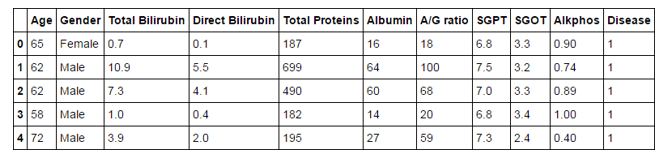 Age Gender Total Bilirubin Direct Bilirubin Total Proteins Albumin A/G ratio SGPT SGOT Alkphos Disease
0 65 Female 0.7 0.1 187 16 18 6.8 3.3 0.90 1
1 62 Male 10.9 5.5 699 64 100 7.5 3.2 0.74 1
2 62 Male 7.3 4.1 490 60 68 7.0 3.3 0.89 1
3 58 Male 1.0 0.4 182 14 20 6.8 3.4 1.00 1
4 72 Male 3.9 2.0 195 27 59 7.3 2.4 0.40 1